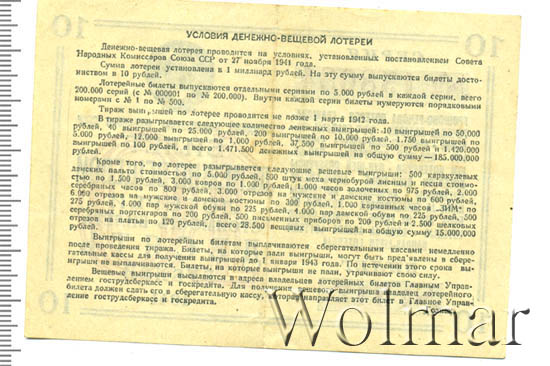 УСЛОВИЯ ДЕНЕЖНО-ВЕЩЕВОЙ ЛОТЕРЕИ
Денежно-вещевая лотерея проводится на условиях, установленных постановлением Совета
Народных Комиссаров Союза ССР от 27 ноября 1941 года.
Сумма лотереи установлена в 1 миллиард рублей. На эту сумму выпускаются билеты досто-
инством в 10 рублей.
Лотерейные билеты выпускаются отдельными сериями по 5.000 рублей в каждой серии, всего
200.000 серий (с № 000001 по № 200.000). Внутри каждой серии билеты нумеруются порядковыми
номерами с № 1 по № 500.
Тираж выигрышей по лотерее проводится не позже 1 марта 1942 года.
В тираже разыгрывается следующее количество денежных выигрышей: 10 выигрышей по 50,000
рублей, 40 выигрышей по 25.000 рублей, 200 выигрышей по 10.000 рублей, 1.750 выигрышей по
5,000 рублей, 12.000 выигрышей по 1.000 рублей, 37.500 выигрышей по 500 рублей и 1.420.000
выигрышей по 100 рублей, а всего 1.471.500 денежных выигрышей на общую сумму — 185.000.000
рублей.
Кроме того, по лотерее разыгрывается следующие вещевые выигрыши: 500 каракулевых
дамских пальто стоимостью по 5.000 рублей, 500 штук меха чернобурой лисицы и песца стоимо-
стью по 1.500 рублей, 3.000 ковров по 1.000 рублей, 1.000 часов золоченых по 975 рублей, 2.000
серебряных часов по 800 рублей, 3.000 отрезов на мужские и дамские костюмы по 600 рублей,
6.000 отрезов на мужские и дамские костюмы по 300 рублей, 1.000 карманных часов „ЗИМ" по
275 рублей, 4.000 пар мужской обуви по 225 рублей, 4.000 пар дамской обуви по 225 рублей, 500
серебряных портсигаров по 200 рублей, 500 письменных приборов по 200 рублей и 2.500 шелковых
отрезов на платья по 120 рублей, всего 28.500 вещевых выигрышей на общую сумму 15.000.000
рублей.
Выигрыши по лотерейным билетам выплачиваются сберегательными кассами немедленно
после проведения тиража. Билеты, на которые пали выигрыши, могут быть предъявлены в сбере-
гательные кассы для получения выигрышей до 1 января 1943 года. По истечении этого срока вы-
игрыши не выплачиваются. Билеты, на которые выигрыши не пали, утрачивают свою силу.
Вещевые выигрыши высылаются в адреса владельцев лотерейных билетов Главным Управ-
лением гострудсберкасс и госкредита. Для получения вещевого выигрыша владелец лотерейного
билета должен сдать его в сберегательную кассу, которая направляет этот билет в Главное Управ-
ление гострудсберкасс и госкредита.
Гознак
Wolmar